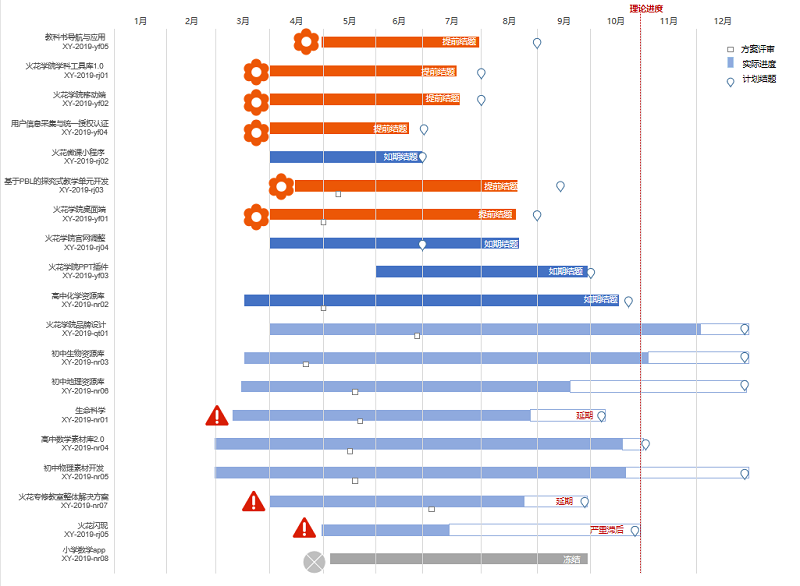 理论进度
1月 2月 3月 4月 5月 6月 7月 8月 9月 10月 11月 12月
方案评审
实际进度
计划结题
教科书导航与应用
XY-2019-yf05
提前结题
火花学院学科工具库1.0
XY-2019-rj01
提前结题
火花学院移动端
XY-2019-yf02
提前结题
用户信息采集与统一授权认证
XY-2019-yf04
提前结题
火花微课小程序
XY-2019-rj02
如期结题
基于PBL的探究式教学单元开发
XY-2019-rj03
提前结题
火花学院桌面端
XY-2019-yf01
提前结题
火花学院官网调整
XY-2019-rj04
如期结题
火花学院PPT插件
XY-2019-yf03
如期结题
高中化学资源库
XY-2019-nr02
如期结题
火花学院品牌设计
XY-2019-qt01
初中生物资源库
XY-2019-nr03
初中地理资源库
XY-2019-nr06
生命科学
XY-2019-nr01
延期
高中数学素材库2.0
XY-2019-nr04
初中物理素材开发
XY-2019-nr05
火花专修教室整体解决方案
XY-2019-nr07
延期
火花闪现
XY-2019-rj05
严重滞后
小学数学app
XY-2019-nr08
冻结